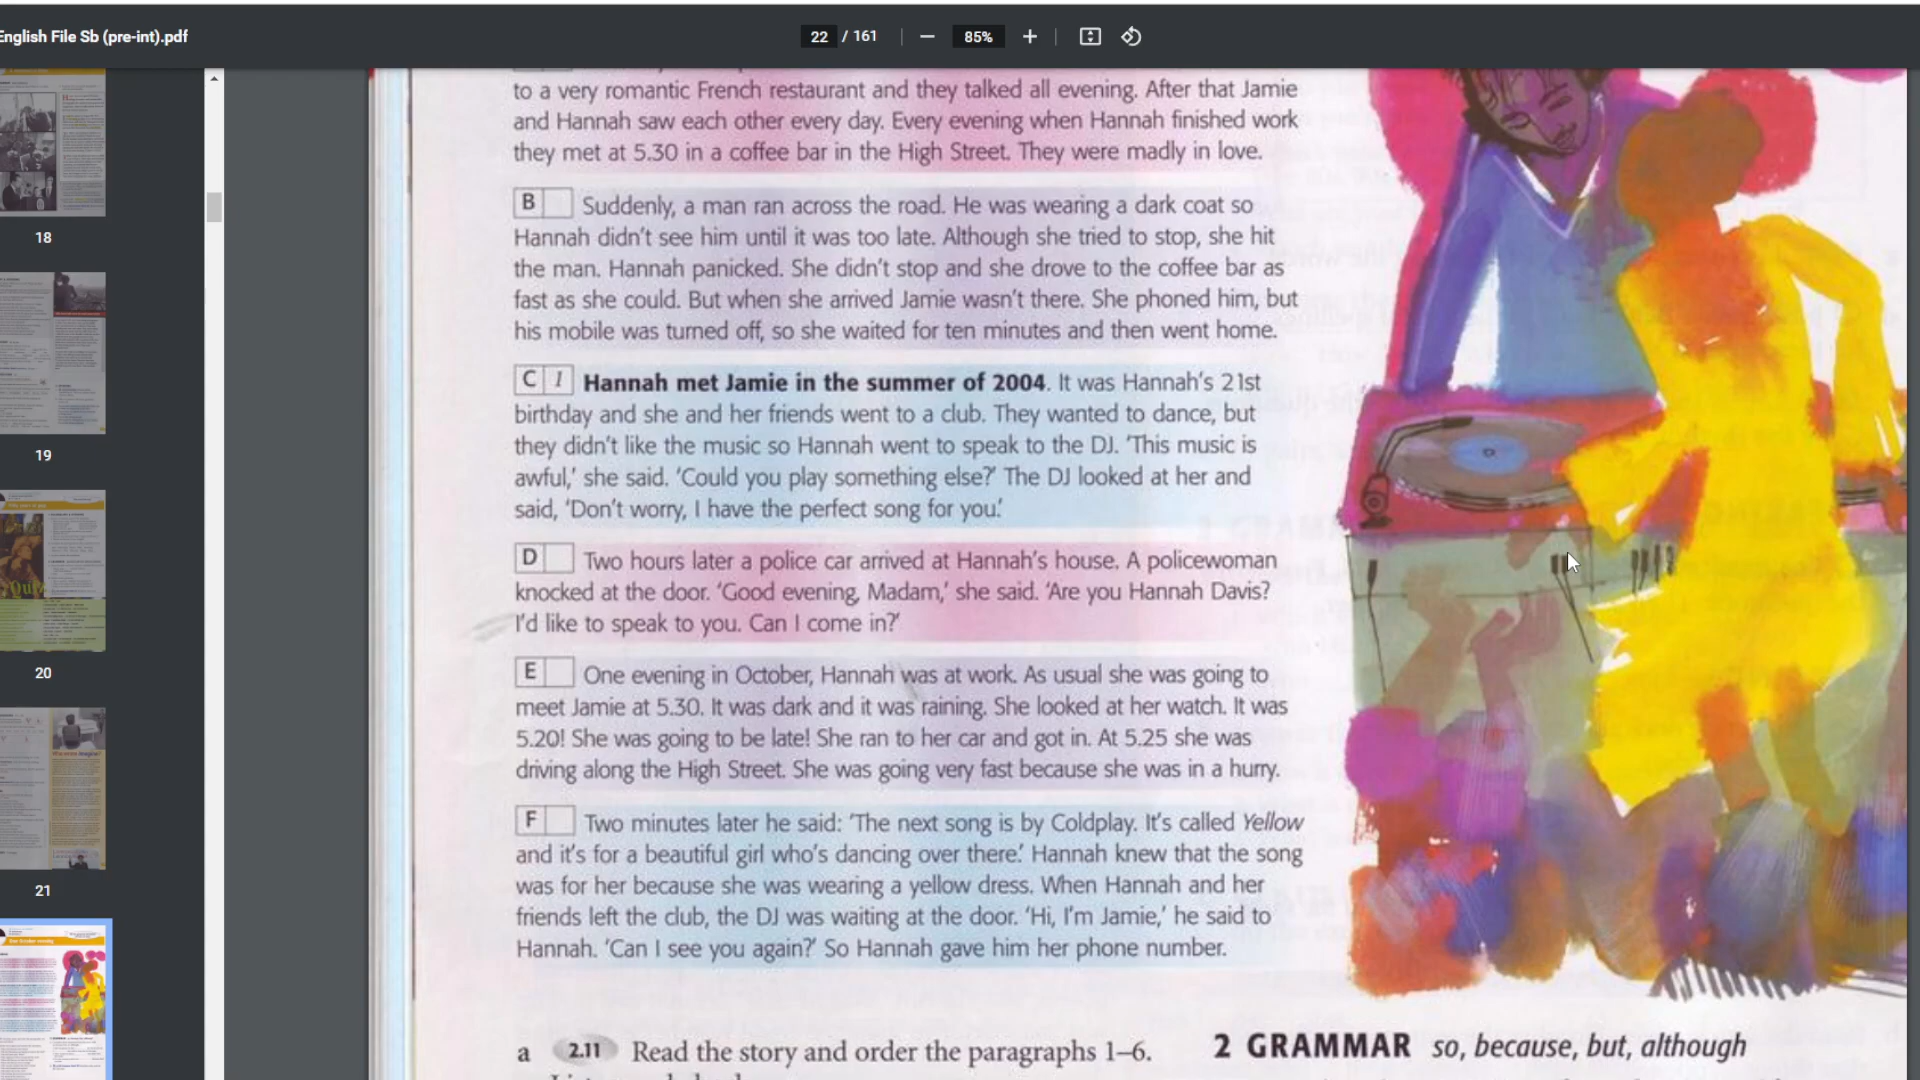 English File Sb (pre-int).pdf
22 / 161
85%
18
19
20
21
to a very romantic French restaurant and they talked all evening. After that Jamie
and Hannah saw each other every day. Every evening when Hannah finished work
they met at 5.30 in a coffee bar in the High Street. They were madly in love.
B Suddenly, a man ran across the road. He was wearing a dark coat so
Hannah didn't see him until it was too late. Although she tried to stop, she hit
the man. Hannah panicked. She didn't stop and she drove to the coffee bar as
fast as she could. But when she arrived Jamie wasn't there. She phoned him, but
his mobile was turned off, so she waited for ten minutes and then went home.
C 1 Hannah met Jamie in the summer of 2004. It was Hannah's 21st
birthday and she and her friends went to a club. They wanted to dance, but
they didn't like the music so Hannah went to speak to the DJ. 'This music is
awful,' she said. 'Could you play something else?' The DJ looked at her and
said, 'Don't worry, I have the perfect song for you.'
D Two hours later a police car arrived at Hannah's house. A policewoman
knocked at the door. 'Good evening, Madam,' she said. 'Are you Hannah Davis?
I'd like to speak to you. Can I come in?'
E One evening in October, Hannah was at work. As usual she was going to
meet Jamie at 5.30. It was dark and it was raining. She looked at her watch. It was
5.20! She was going to be late! She ran to her car and got in. At 5.25 she was
driving along the High Street. She was going very fast because she was in a hurry.
F Two minutes later he said: 'The next song is by Coldplay. It's called Yellow
and it's for a beautiful girl who's dancing over there.' Hannah knew that the song
was for her because she was wearing a yellow dress. When Hannah and her
friends left the club, the DJ was waiting at the door. 'Hi, I'm Jamie,' he said to
Hannah. 'Can I see you again?' So Hannah gave him her phone number.
a 2.11 Read the story and order the paragraphs 1–6.
2 GRAMMAR so, because, but, although